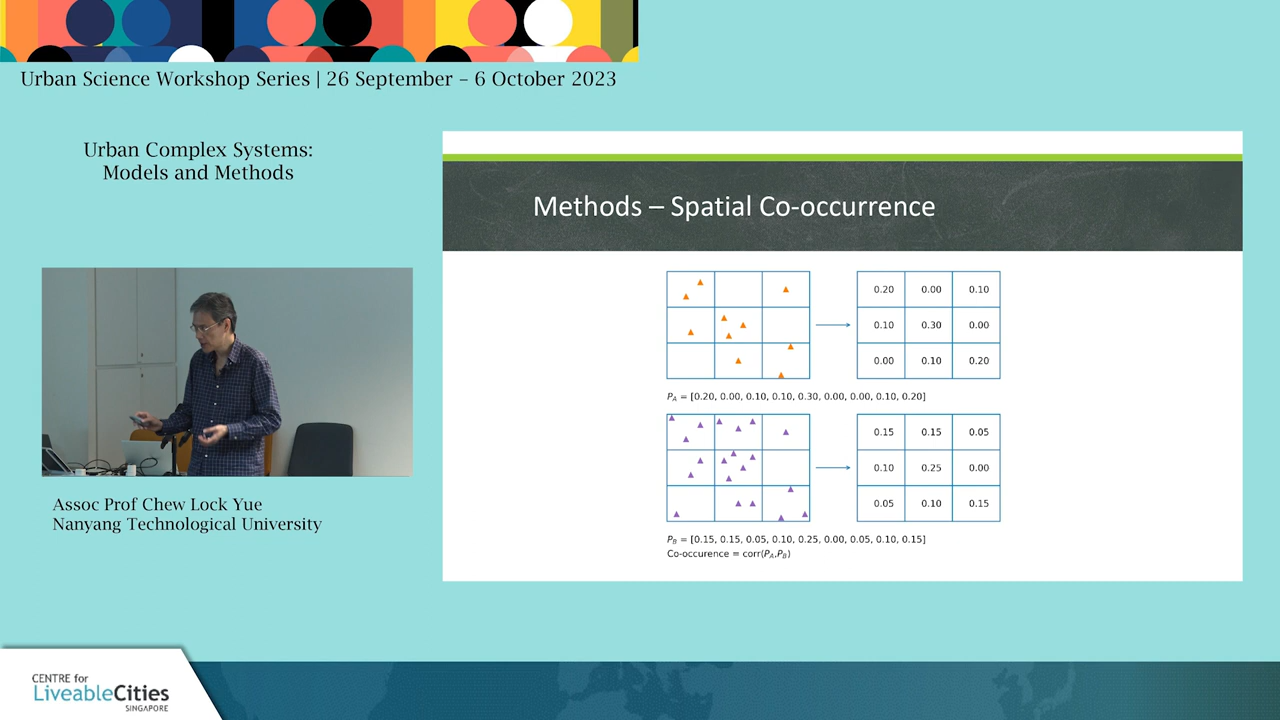 Urban Science Workshop Series | 26 September – 6 October 2023
Urban Complex Systems:
Models and Methods
Methods – Spatial Co-occurrence
0.20 0.00 0.10
0.10 0.30 0.00
0.00 0.10 0.20
P_A = [0.20, 0.00, 0.10, 0.10, 0.30, 0.00, 0.00, 0.10, 0.20]
0.15 0.15 0.05
0.10 0.25 0.00
0.05 0.10 0.15
P_B = [0.15, 0.15, 0.05, 0.10, 0.25, 0.00, 0.05, 0.10, 0.15]
Co-occurence = corr(P_A,P_B)
Assoc Prof Chew Lock Yue
Nanyang Technological University
CENTRE for
LiveableCities
SINGAPORE